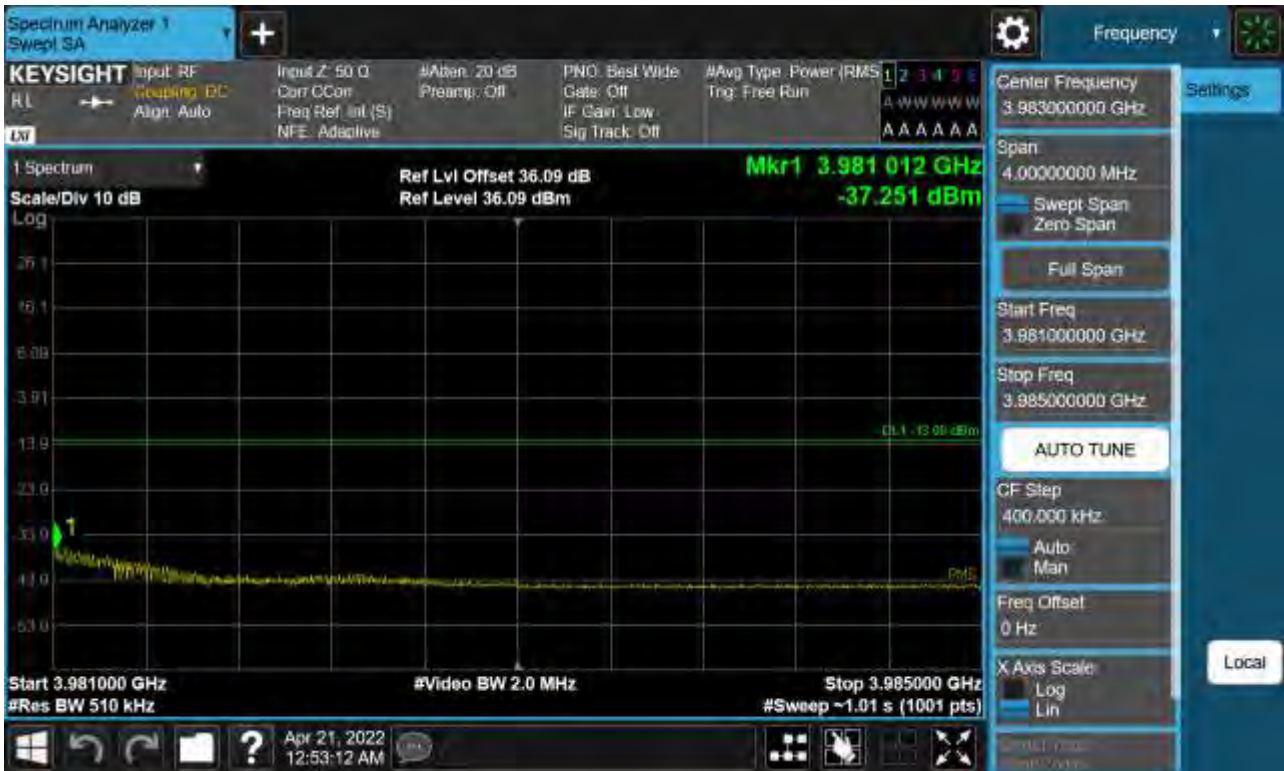 Spectrum Analyzer 1
Swept SA
+
Frequency
KEYSIGHT
RL
LXI
Input: RF
Coupling: DC
Align: Auto
Input Z: 50 Ω
Corr CCorr
Freq Ref: Int (S)
NFE: Adaptive
#Atten: 20 dB
Preamp: Off
PNO: Best Wide
Gate: Off
IF Gain: Low
Sig Track: Off
#Avg Type: Power (RMS
Trig: Free Run
1 2 3 4 5 6
A W W W W W
A A A A A A
1 Spectrum
Scale/Div 10 dB
Log
Ref Lvl Offset 36.09 dB
Ref Level 36.09 dBm
Mkr1 3.981 012 GHz
-37.251 dBm
26.1
16.1
6.09
-3.91
-13.9
DL1 -13.00 dBm
-23.9
-33.9
1
-43.9
RMS
-53.9
Start 3.981000 GHz
#Video BW 2.0 MHz
Stop 3.985000 GHz
#Res BW 510 kHz
#Sweep ~1.01 s (1001 pts)
Center Frequency
3.983000000 GHz
Settings
Span
4.00000000 MHz
Swept Span
Zero Span
Full Span
Start Freq
3.981000000 GHz
Stop Freq
3.985000000 GHz
AUTO TUNE
CF Step
400.000 kHz
Auto
Man
Freq Offset
0 Hz
X Axis Scale
Log
Lin
Local
?
Apr 21, 2022
12:53:12 AM